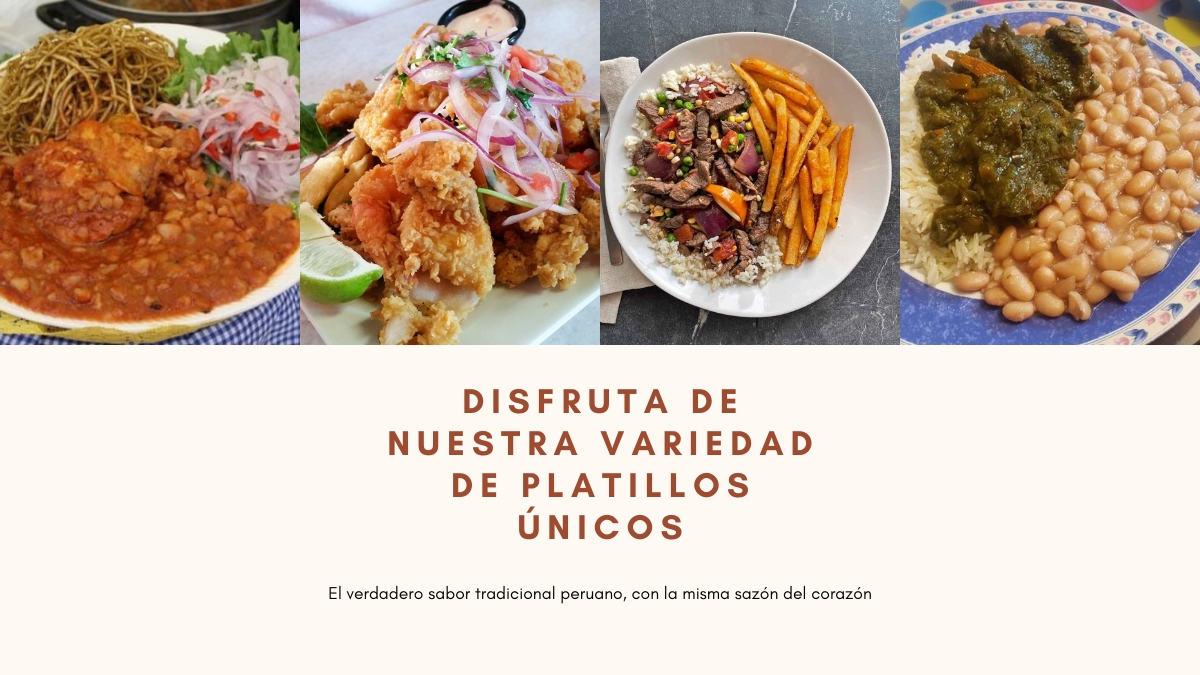 DISFRUTA DE
NUESTRA VARIEDAD
DE PLATILLOS
ÚNICOS
El verdadero sabor tradicional peruano, con la misma sazón del corazón